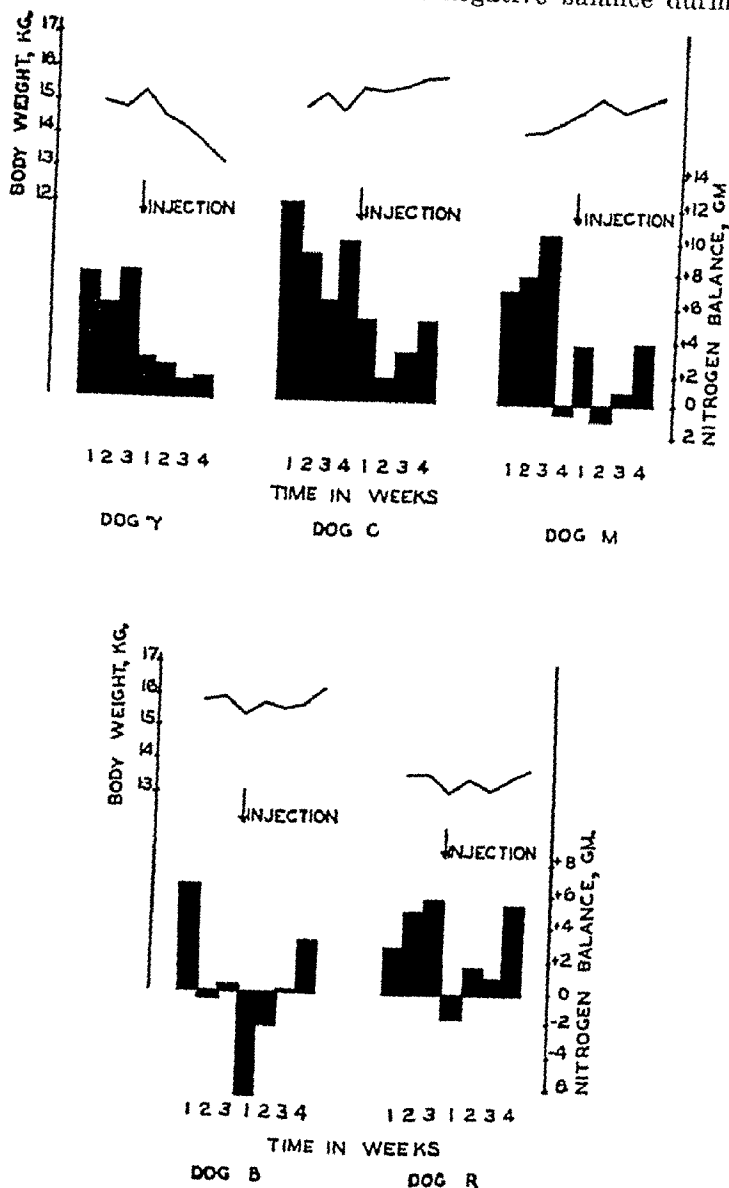 negative balance durin
BODY WEIGHT, KG.
17
16
15
14
13
12
INJECTION
INJECTION
INJECTION
+14
+12
+10
+8
+6
+4
+2
0
2
NITROGEN BALANCE, GM
1 2 3 1 2 3 4
1 2 3 4 1 2 3 4
1 2 3 4 1 2 3 4
TIME IN WEEKS
DOG Y
DOG C
DOG M
BODY WEIGHT, KG.
17
16
15
14
13
INJECTION
INJECTION
+8
+6
+4
+2
0
-2
-4
6
NITROGEN BALANCE, GM.
1 2 3 1 2 3 4
1 2 3 1 2 3 4
TIME IN WEEKS
DOG B
DOG R